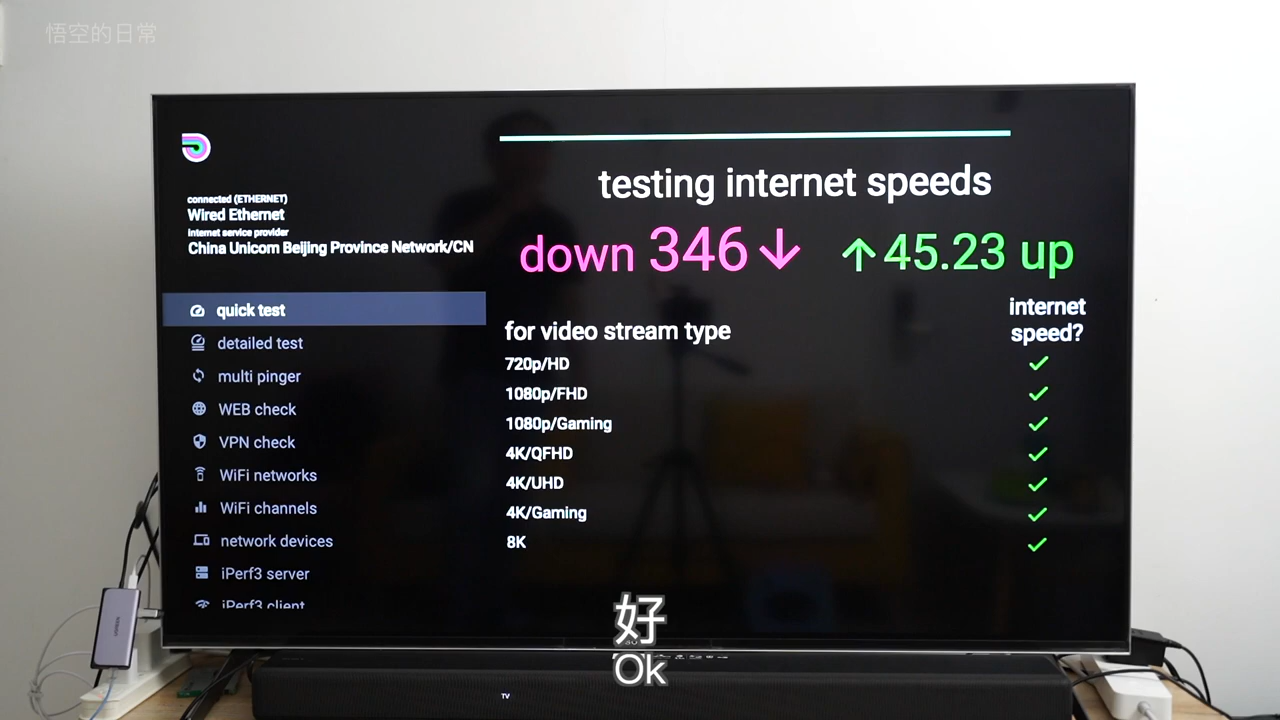 悟空的日常
connected (ETHERNET)
Wired Ethernet
Internet service provider
China Unicom Beijing Province Network/CN
quick test
detailed test
multi pinger
WEB check
VPN check
WiFi networks
WiFi channels
network devices
iPerf3 server
iPerf3 client
testing internet speeds
down 346↓ ↑45.23 up
for video stream type
internet
speed?
720p/HD ✓
1080p/FHD ✓
1080p/Gaming ✓
4K/QFHD ✓
4K/UHD ✓
4K/Gaming ✓
8K ✓
UGREEN
好
Ok
TV